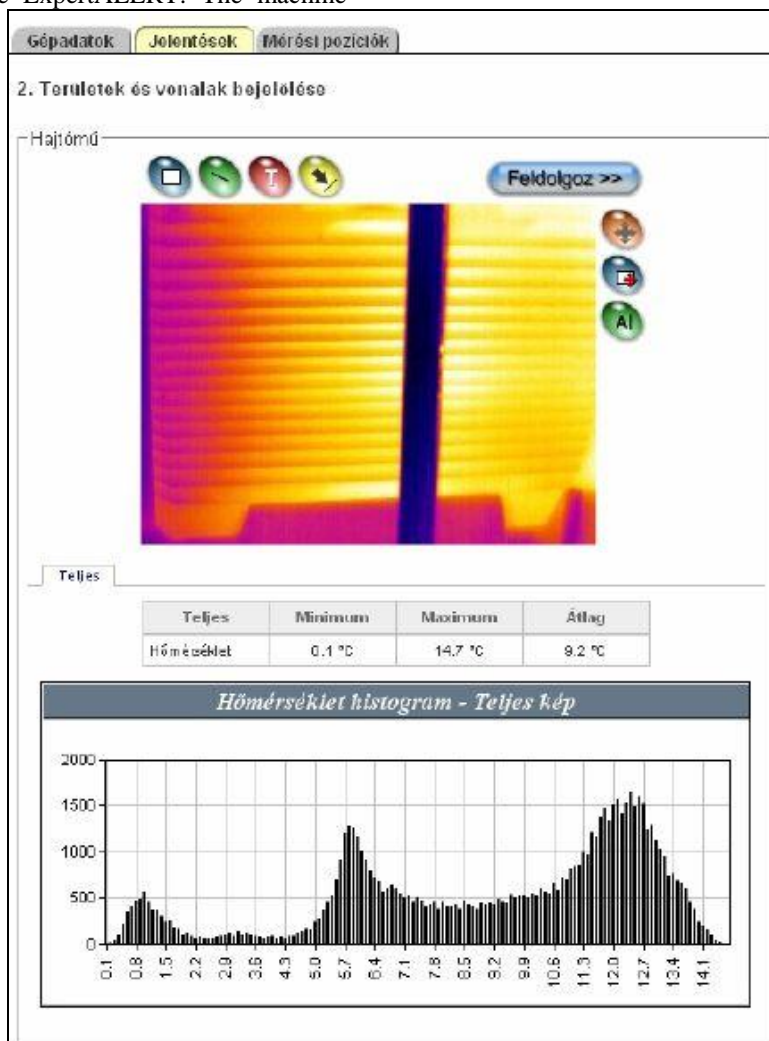 ExpertALERT. The machine
Gépadatok Jelentések Mérési pozíciók
2. Területek és vonalak bejelölése
Hajtómű
T
Feldolgoz >>
AI
Teljes
Teljes Minimum Maximum Átlag
Hőmérséklet 0.1 °C 14.7 °C 9.2 °C
Hőmérséklet histogram - Teljes kép
2000
1500
1000
500
0
0.1 0.8 1.5 2.2 2.9 3.6 4.3 5.0 5.7 6.4 7.1 7.8 8.5 9.2 9.9 10.6 11.3 12.0 12.7 13.4 14.1